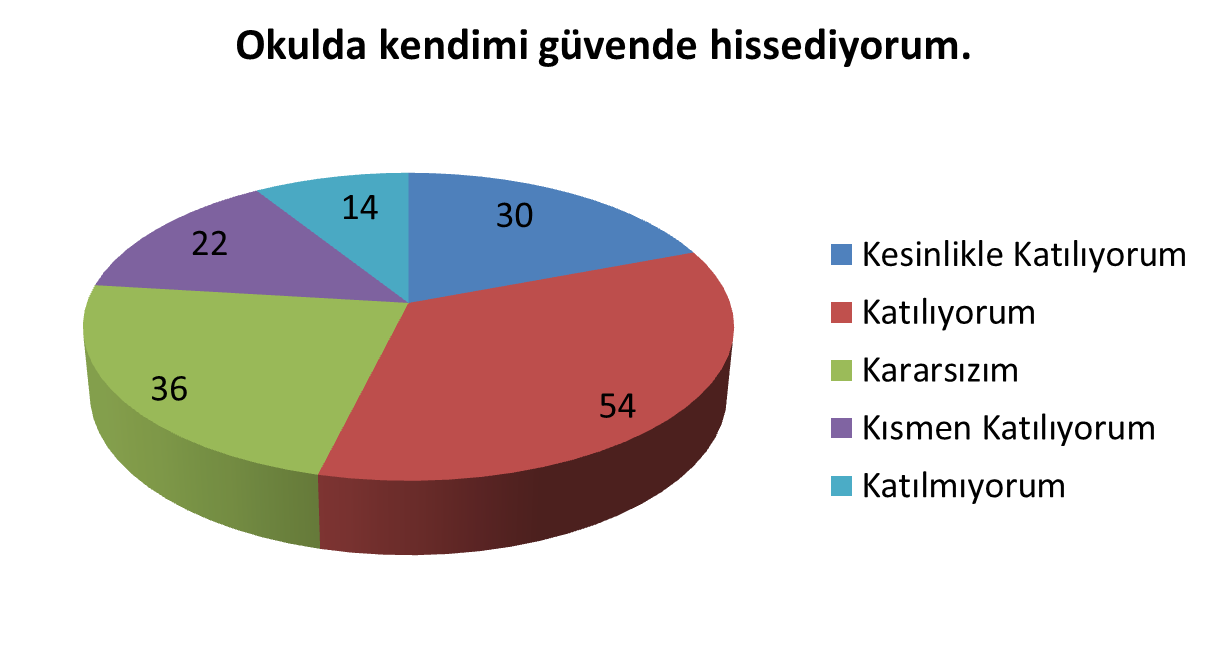 Okulda kendimi güvende hissediyorum.
14
30
22
36
54
Kesinlikle Katılıyorum
Katılıyorum
Kararsızım
Kısmen Katılıyorum
Katılmıyorum